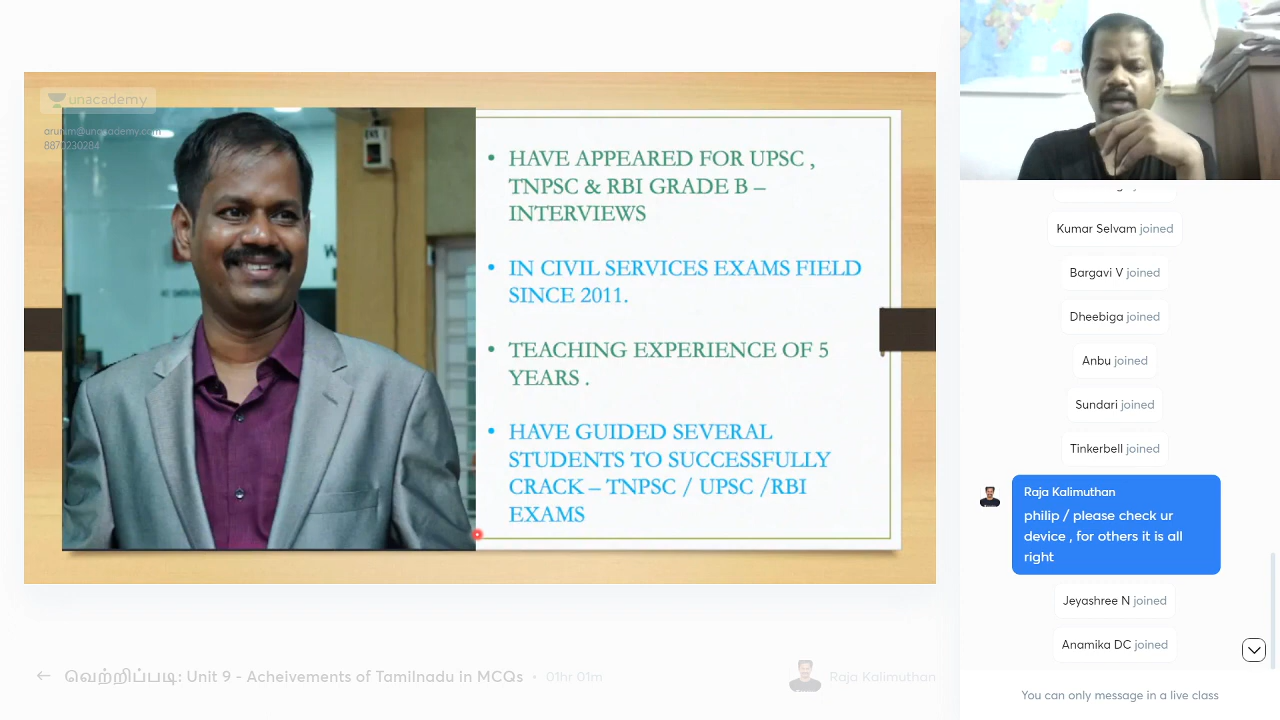 unacademy
8870230284
HAVE APPEARED FOR UPSC ,
TNPSC & RBI GRADE B –
INTERVIEWS
IN CIVIL SERVICES EXAMS FIELD
SINCE 2011.
TEACHING EXPERIENCE OF 5
YEARS .
HAVE GUIDED SEVERAL
STUDENTS TO SUCCESSFULLY
CRACK – TNPSC / UPSC /RBI
EXAMS
Kumar Selvam joined
Bargavi V joined
Dheebiga joined
Anbu joined
Sundari joined
Tinkerbell joined
Raja Kalimuthan
philip / please check ur
device , for others it is all
right
Jeyashree N joined
Anamika DC joined
You can only message in a live class
வெற்றிப்படி: Unit 9 - Acheivements of Tamilnadu in MCQs • 01hr 01m
Raja Kalimuthan